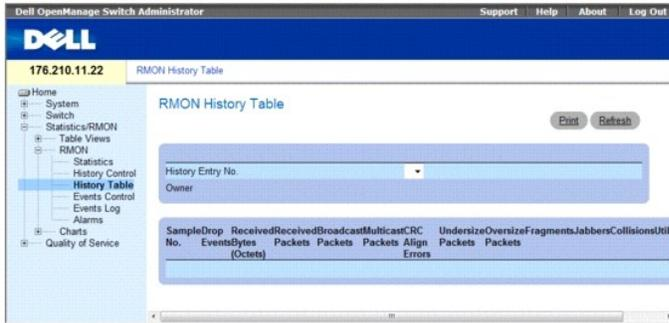 Dell OpenManage Switch Administrator
Support Help About Log Out
DELL
176.210.11.22
RMON History Table
Home
System
Switch
Statistics/RMON
Table Views
RMON
Statistics
History Control
History Table
Events Control
Events Log
Alarms
Charts
Quality of Service
RMON History Table
Print Refresh
History Entry No.
Owner
Sample Drop Received Received Broadcast Multicast CRC Undersize Oversize Fragments Jabbers Collisions Util
No. Events Bytes Packets Packets Packets Align Packets Packets
(Octets) Errors